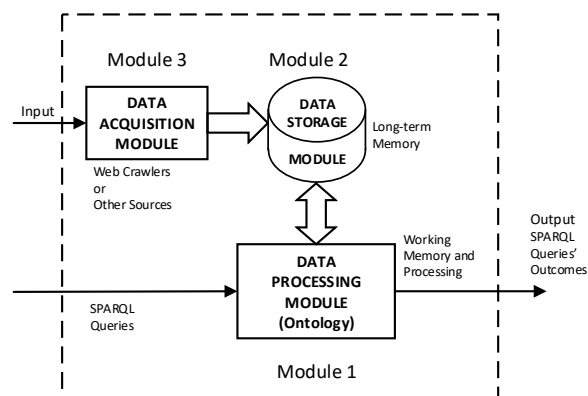 Module 3
Module 2
Input
DATA
ACQUISITION
MODULE
DATA
STORAGE
MODULE
Long-term
Memory
Web Crawlers
or
Other Sources
Working
Memory and
Processing
Output
SPARQL
Queries'
Outcomes
DATA
PROCESSING
MODULE
(Ontology)
SPARQL
Queries
Module 1